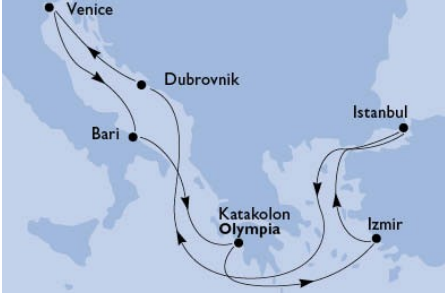 Venice
Dubrovnik
Istanbul
Bari
Katakolon
Olympia
Izmir